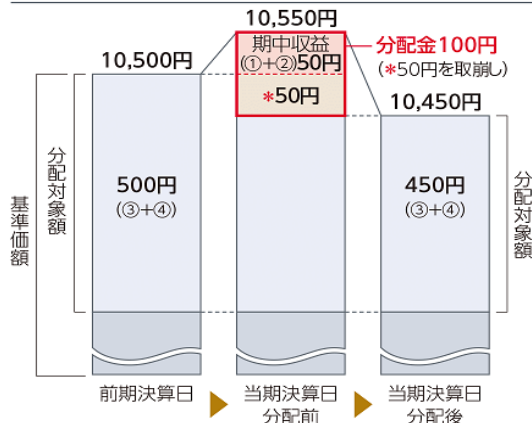 10,550円
10,500円
期中収益
(①+②)50円
*50円
分配金100円
(*50円を取崩し)
10,450円
基準価額
分配対象額
500円
(③+④)
450円
(③+④)
分配対象額
前期決算日
当期決算日
分配前
当期決算日
分配後